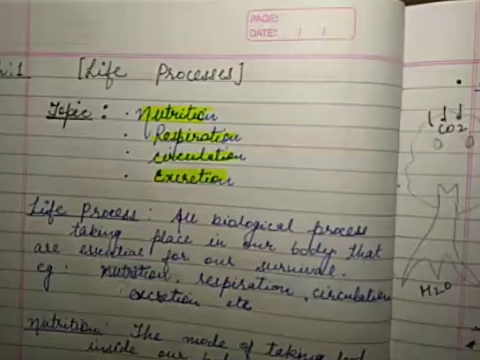 PAGE:
DATE: / /
:1 [Life Processes]
Topic: · Nutrition
· Respiration
· circulation
· Excretion
Life Process: All biological process
taking place in our body that
are essential for our survival.
eg: nutrition, respiration, circulation
excretion etc.
Nutrition: The mode of taking food
inside our
CO2
H2O